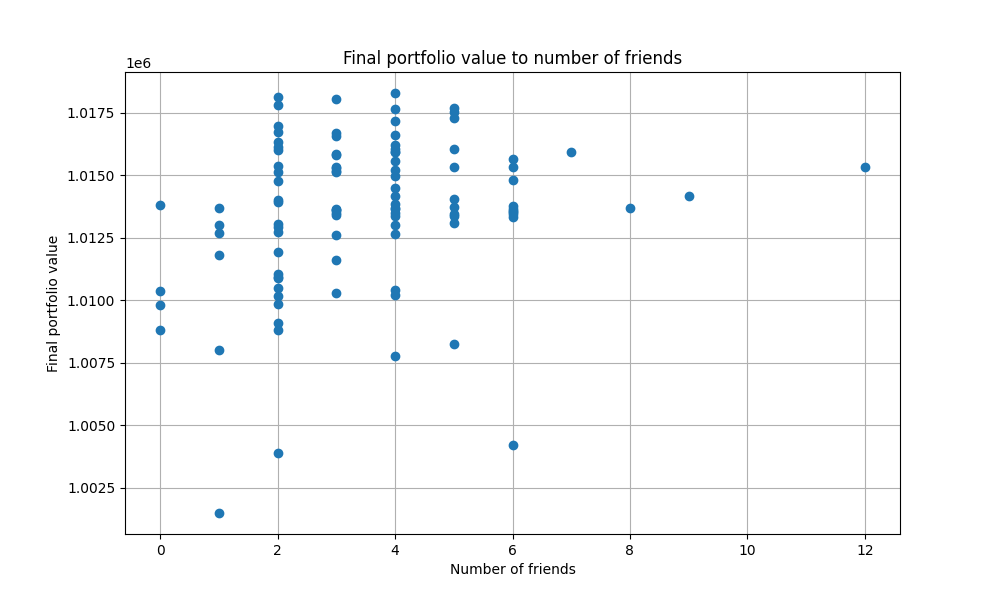 Final portfolio value to number of friends
1e6
1.0175
1.0150
1.0125
1.0100
1.0075
1.0050
1.0025
Final portfolio value
0 2 4 6 8 10 12
Number of friends